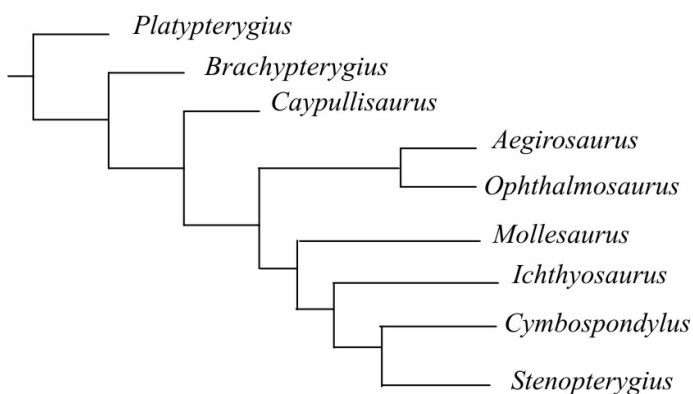 Platypterygius
Brachypterygius
Caypullisaurus
Aegirosaurus
Ophthalmosaurus
Mollesaurus
Ichthyosaurus
Cymbospondylus
Stenopterygius